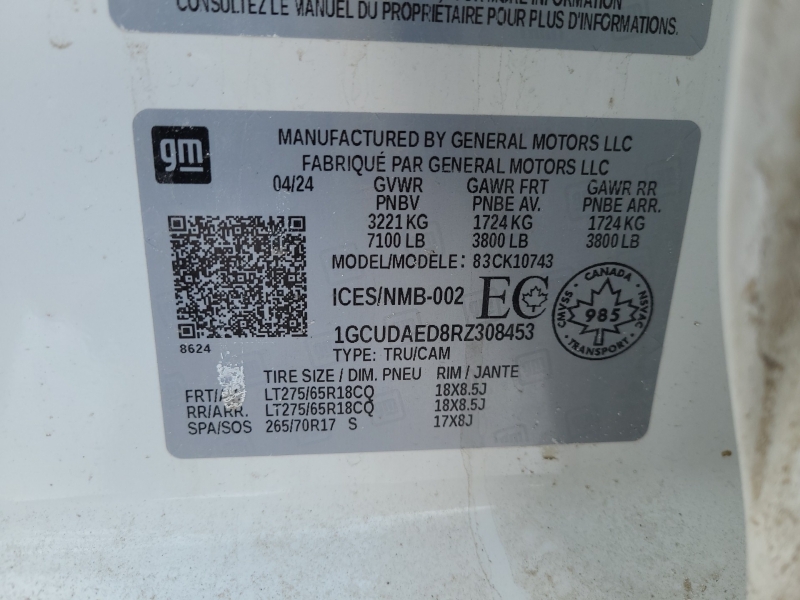 CONSULTEZ LE MANUEL DU PROPRIETAIRE POUR PLUS D'INFORMATIONS.
gm
MANUFACTURED BY GENERAL MOTORS LLC
FABRIQUÉ PAR GENERAL MOTORS LLC
04/24 GVWR GAWR FRT GAWR RR
PNBV PNBE AV. PNBE ARR.
3221 KG 1724 KG 1724 KG
7100 LB 3800 LB 3800 LB
MODEL/MODÈLE: 83CK10743
ICES/NMB-002 EC
CANADA
CMVSS 985 NSVAC
TRANSPORT
1GCUDAED8RZ308453
8624
TYPE: TRU/CAM
TIRE SIZE / DIM. PNEU RIM / JANTE
FRT/ LT275/65R18CQ 18X8.5J
RR/ARR. LT275/65R18CQ 18X8.5J
SPA/SOS 265/70R17 S 17X8J